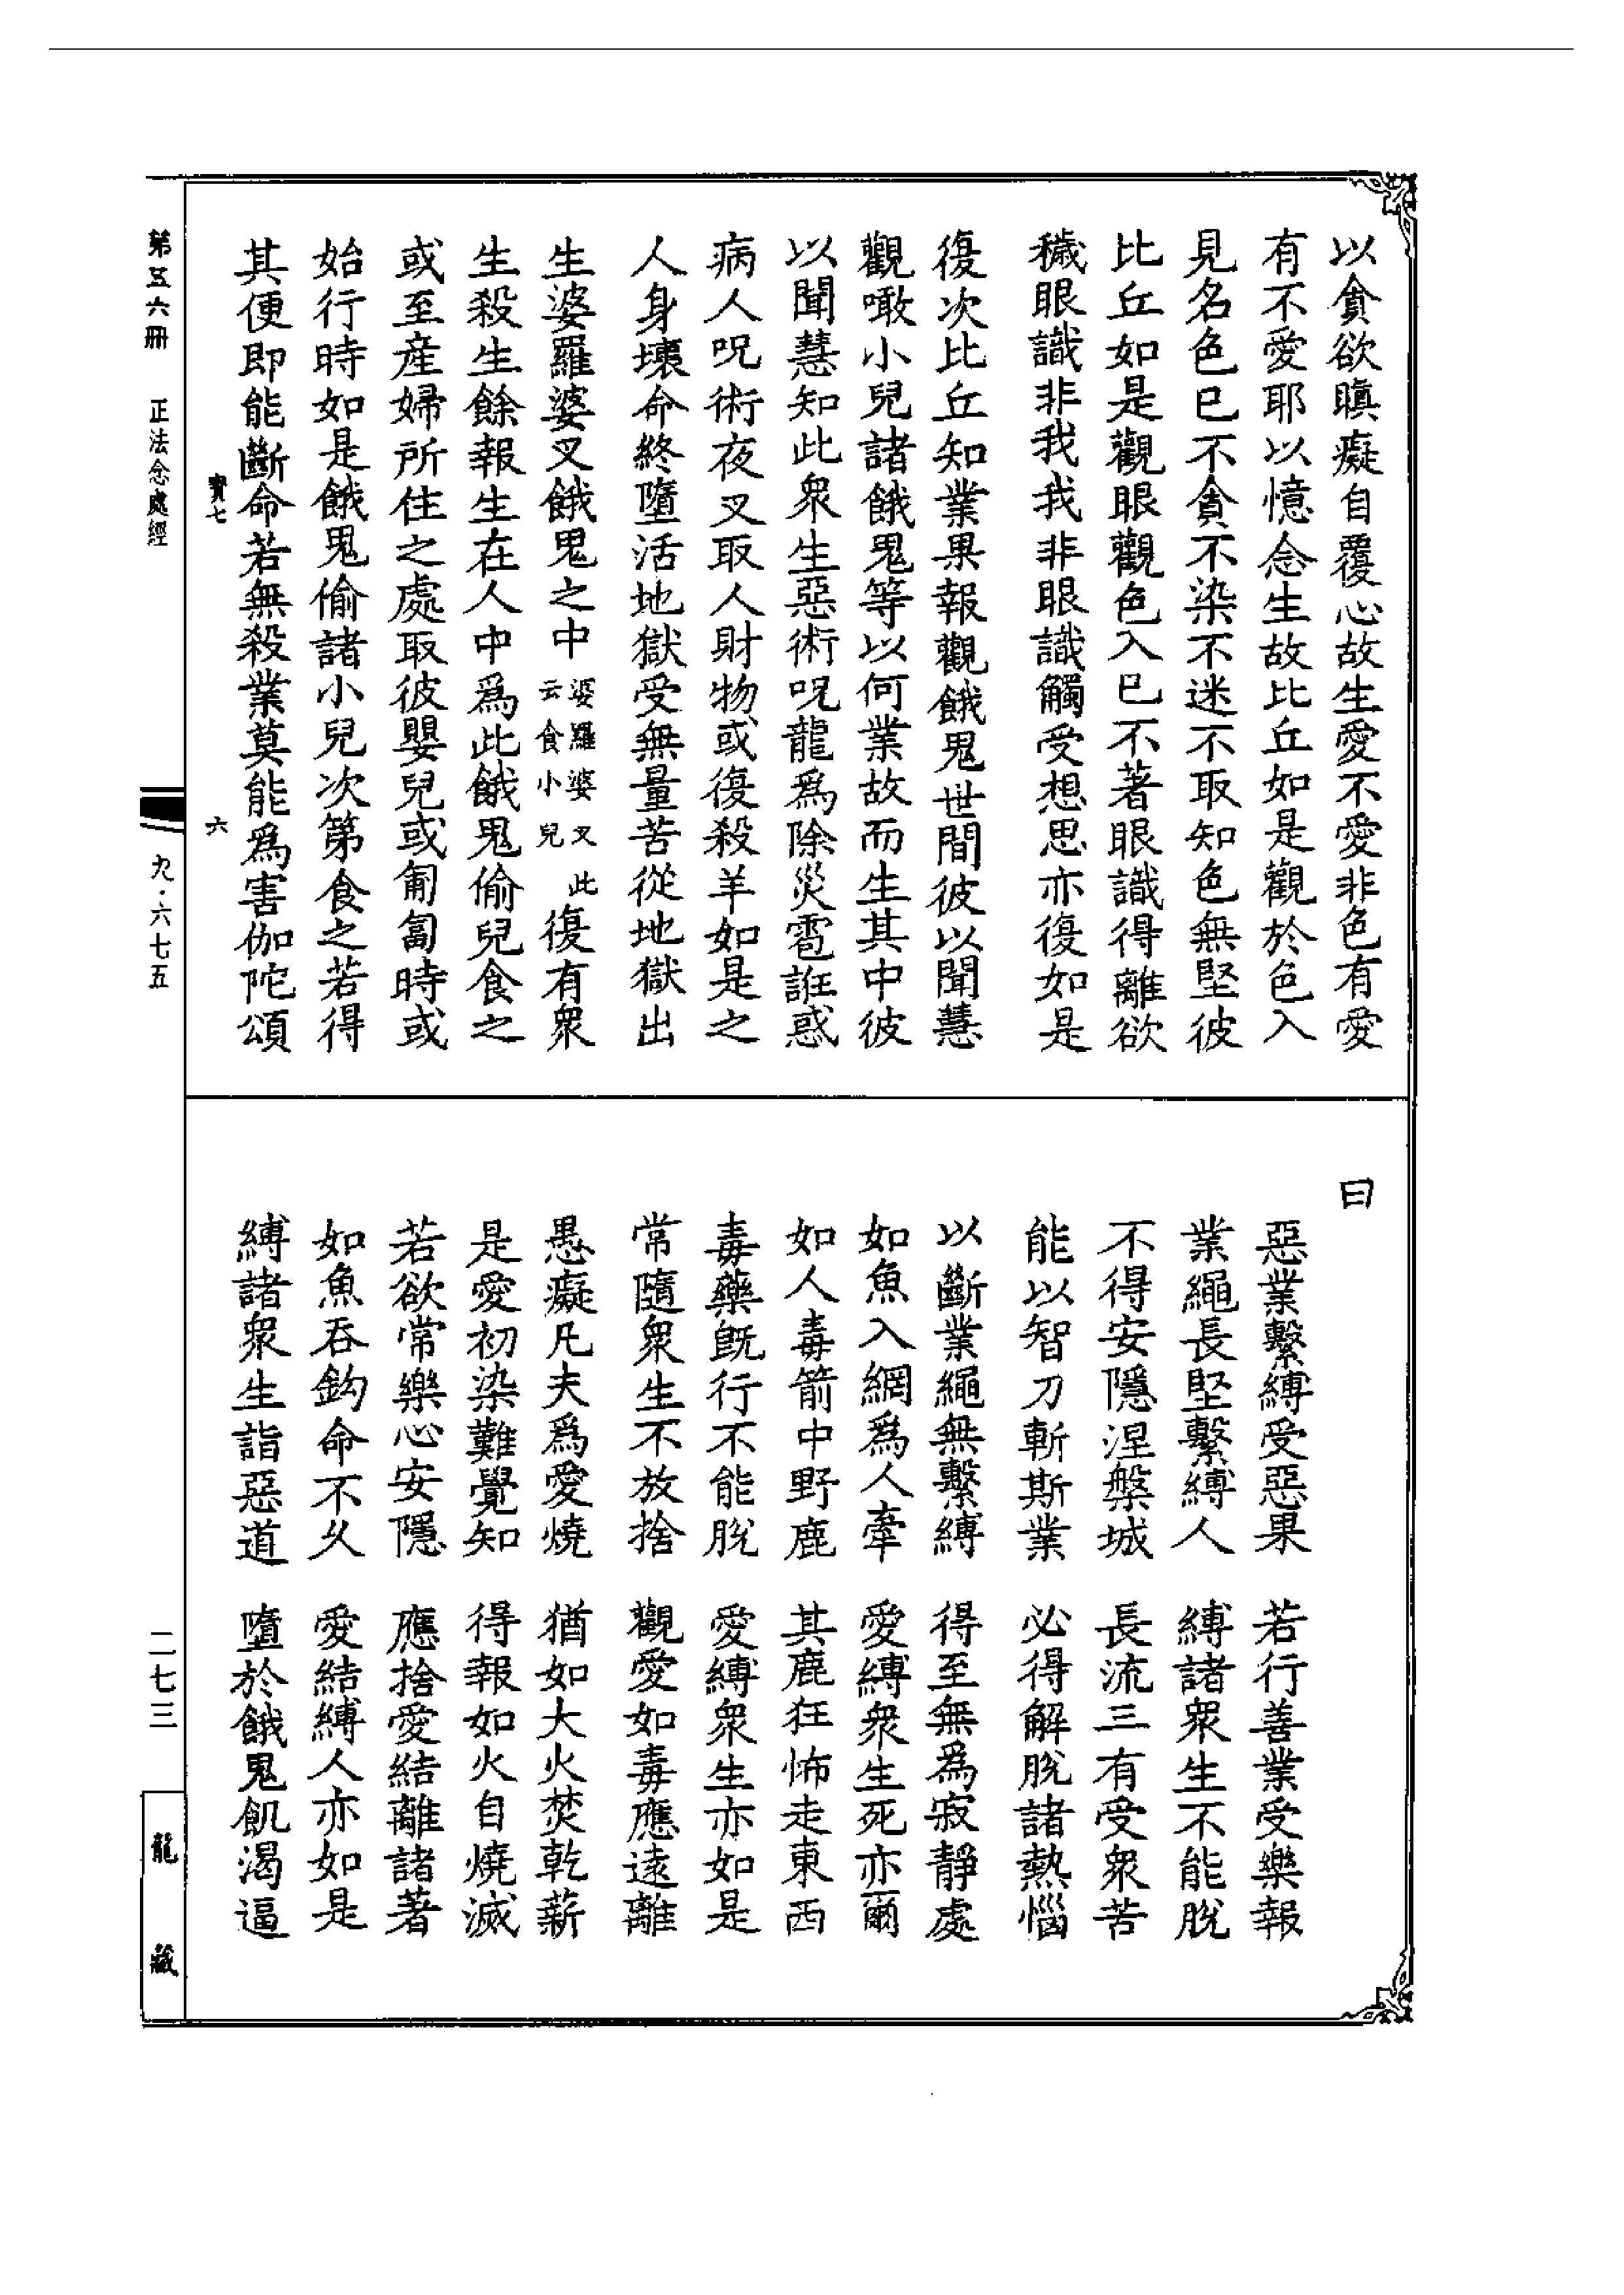 以貪欲瞋癡自覆心故生愛不愛非色有愛
有不愛耶以憶念生故比丘如是觀於色入
見名色已不貪不染不迷不取知色無堅彼
比丘如是觀眼觀色入已不著眼識得離欲
穢眼識非我我非眼識觸受想思亦復如是
復次比丘知業果報觀餓鬼世間彼以聞慧
觀噉小兒諸餓鬼等以何業故而生其中彼
以聞慧知此衆生惡術呪龍爲除災雹誑惑
病人呪術夜叉取人財物或復殺羊如是之
人身壞命終墮活地獄受無量苦從地獄出
生婆羅婆叉餓鬼之中婆羅婆叉此云食小兒復有衆
生殺生餘報生在人中爲此餓鬼偷兒食之
或至産婦所住之處取彼嬰兒或匍匐時或
始行時如是餓鬼偷諸小兒次第食之若得
其便即能斷命若無殺業莫能爲害伽陀頌
曰
惡業繫縛受惡果 若行善業受樂報
業繩長堅繫縛人 縛諸衆生不能脫
不得安隱涅槃城 長流三有受衆苦
能以智刀斬斯業 必得解脫諸熱惱
以斷業繩無繫縛 得至無爲寂靜處
如魚入網爲人牽 愛縛衆生死亦爾
如人毒箭中野鹿 其鹿狂怖走東西
毒藥旣行不能脫 愛縛衆生亦如是
常隨衆生不放捨 觀愛如毒應遠離
愚癡凡夫爲愛燒 猶如大火焚乾薪
是愛初染難覺知 得報如火自燒滅
若欲常樂心安隱 應捨愛結離諸著
如魚吞鈎命不久 愛結縛人亦如是
縛諸衆生詣惡道 墮於餓鬼飢渴逼
寶七 六
第五六冊 正法念處經 九·六七五 二七三 龍藏